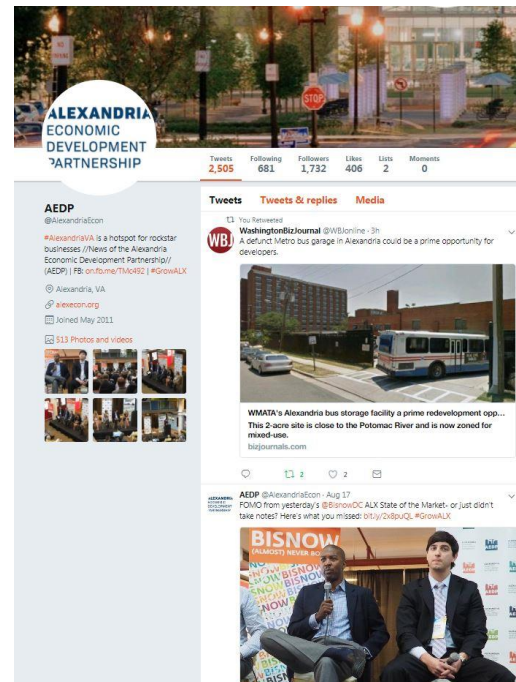 STOP
ALEXANDRIA
ECONOMIC
DEVELOPMENT
PARTNERSHIP
Tweets Following Followers Likes Lists Moments
2,505 681 1,732 406 2 0
AEDP
@AlexandriaEcon
#AlexandriaVA is a hotspot for rockstar
businesses //News of the Alexandria
Economic Development Partnership//
(AEDP) | FB: on.fb.me/TMc492 | #GrowALX
Alexandria, VA
alexecon.org
Joined May 2011
513 Photos and videos
Tweets Tweets & replies Media
You Retweeted
WBJ
WashingtonBizJournal @WBJonline · 3h
A defunct Metro bus garage in Alexandria could be a prime opportunity for
developers.
WMATA's Alexandria bus storage facility a prime redevelopment opp...
This 2-acre site is close to the Potomac River and is now zoned for
mixed-use.
bizjournals.com
2 2
AEDP @AlexandriaEcon · Aug 17
FOMO from yesterday's @BisnowDC ALX State of the Market- or just didn't
take notes? Here's what you missed: bit.ly/2x8puQL #GrowALX
BISNOW
(ALMOST) NEVER BO